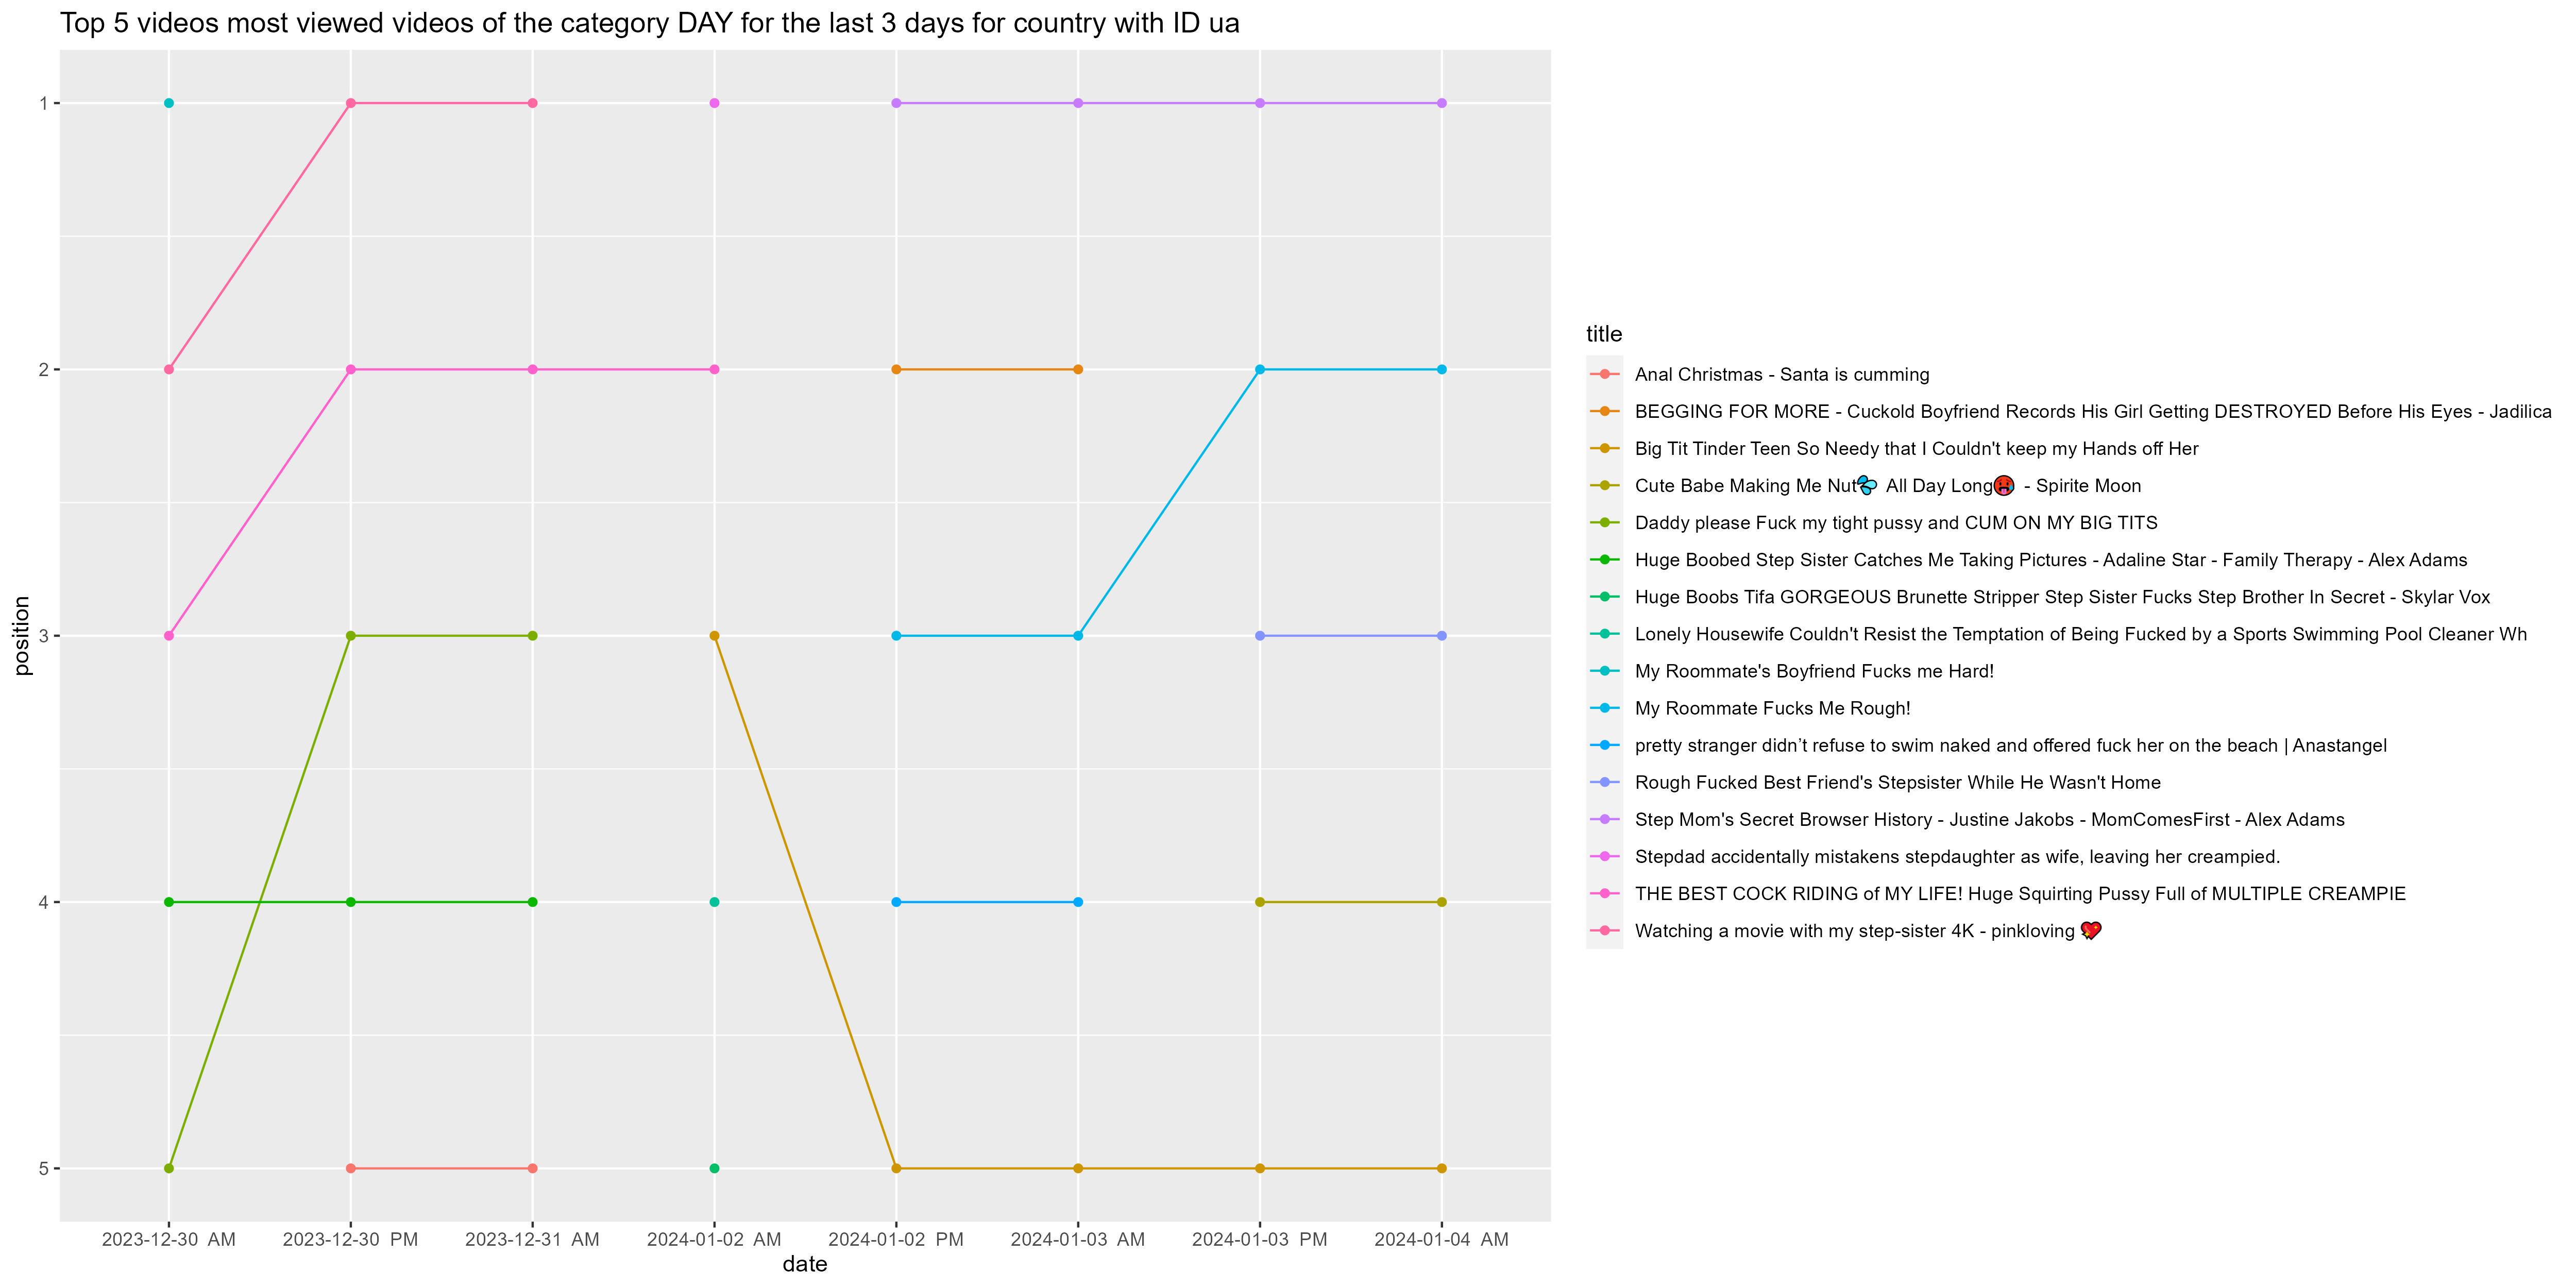 Top 5 videos most viewed videos of the category DAY for the last 3 days for country with ID ua
1
2
3
4
5
position
2023-12-30 AM
2023-12-30 PM
2023-12-31 AM
2024-01-02 AM
2024-01-02 PM
2024-01-03 AM
2024-01-03 PM
2024-01-04 AM
date
title
Anal Christmas - Santa is cumming
BEGGING FOR MORE - Cuckold Boyfriend Records His Girl Getting DESTROYED Before His Eyes - Jadilica
Big Tit Tinder Teen So Needy that I Couldn't keep my Hands off Her
Cute Babe Making Me Nut💦 All Day Long🥵 - Spirite Moon
Daddy please Fuck my tight pussy and CUM ON MY BIG TITS
Huge Boobed Step Sister Catches Me Taking Pictures - Adaline Star - Family Therapy - Alex Adams
Huge Boobs Tifa GORGEOUS Brunette Stripper Step Sister Fucks Step Brother In Secret - Skylar Vox
Lonely Housewife Couldn't Resist the Temptation of Being Fucked by a Sports Swimming Pool Cleaner Wh
My Roommate's Boyfriend Fucks me Hard!
My Roommate Fucks Me Rough!
pretty stranger didn’t refuse to swim naked and offered fuck her on the beach | Anastangel
Rough Fucked Best Friend's Stepsister While He Wasn't Home
Step Mom's Secret Browser History - Justine Jakobs - MomComesFirst - Alex Adams
Stepdad accidentally mistakens stepdaughter as wife, leaving her creampied.
THE BEST COCK RIDING of MY LIFE! Huge Squirting Pussy Full of MULTIPLE CREAMPIE
Watching a movie with my step-sister 4K - pinkloving 💖